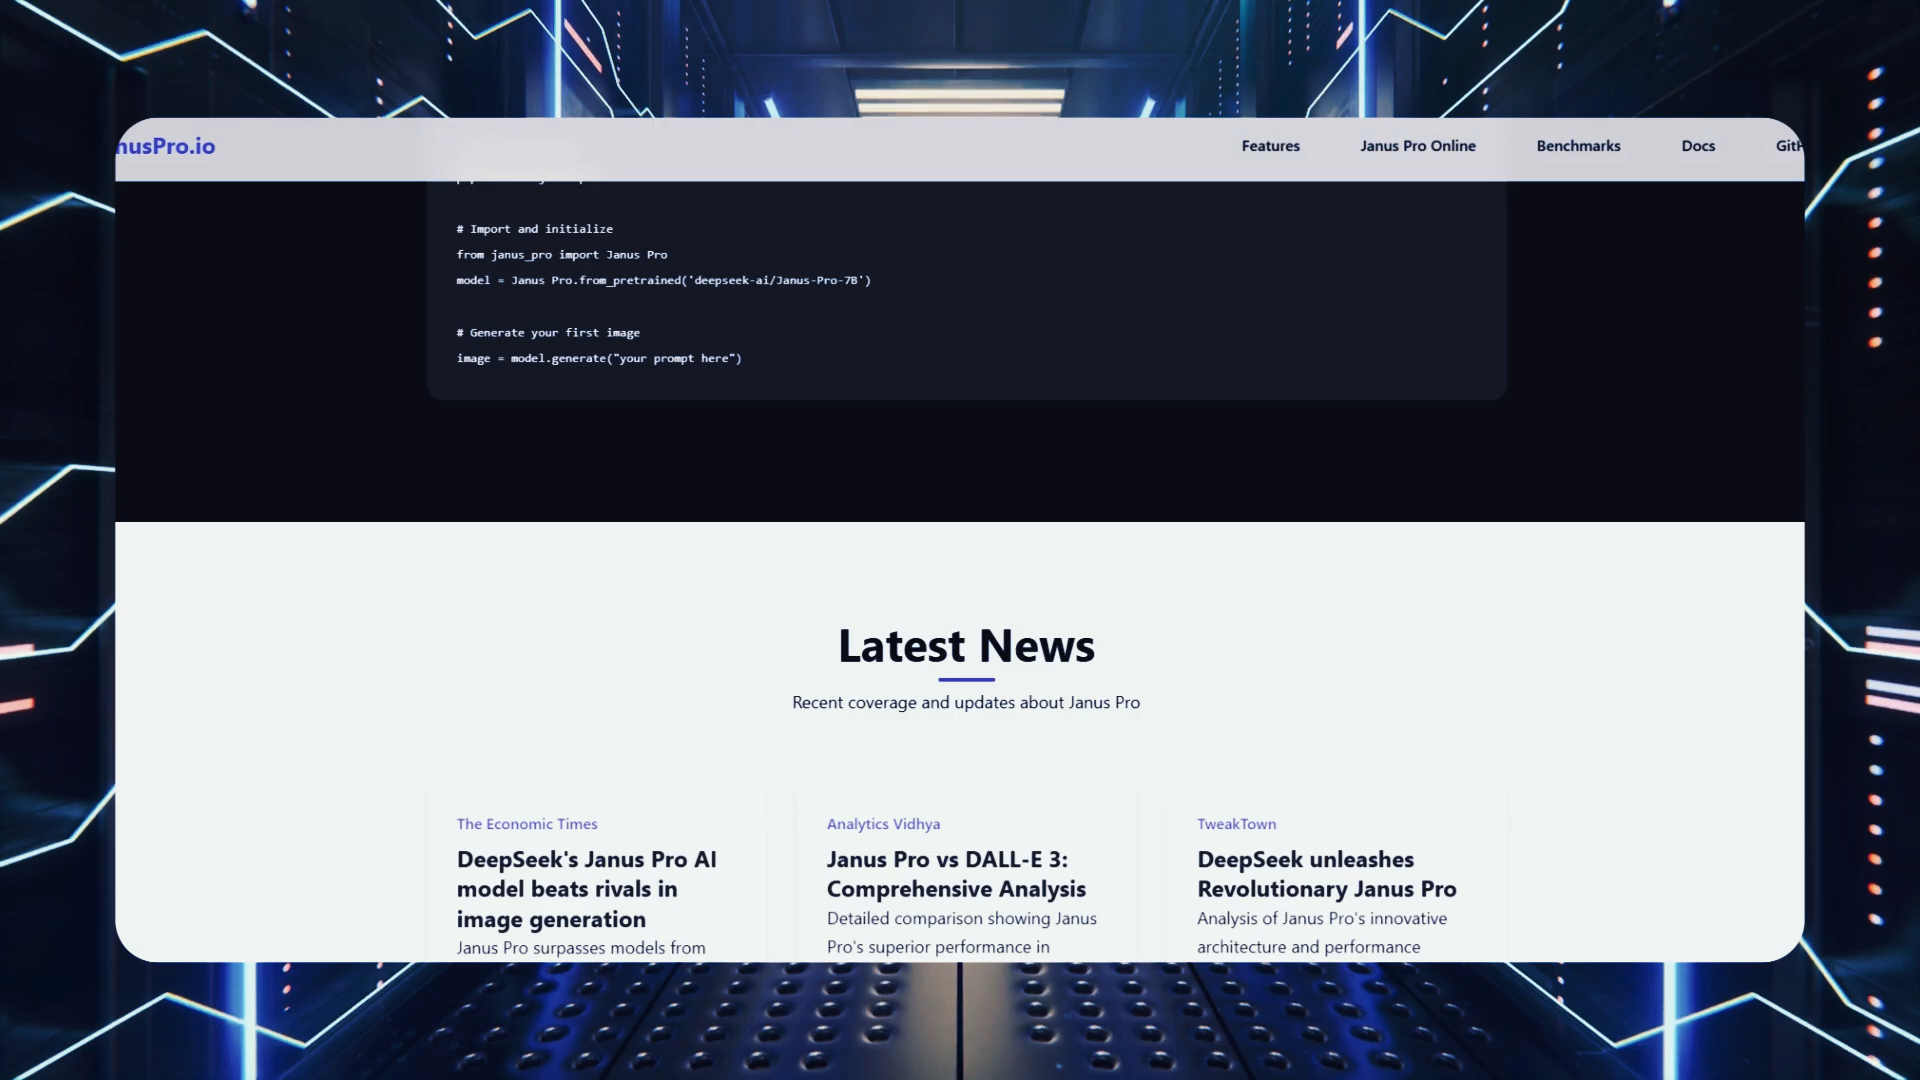 nusPro.io
Features
Janus Pro Online
Benchmarks
Docs
GitH
# Import and initialize
from janus_pro import Janus Pro
model = Janus Pro.from_pretrained('deepseek-ai/Janus-Pro-7B')
# Generate your first image
image = model.generate("your prompt here")
Latest News
Recent coverage and updates about Janus Pro
The Economic Times
DeepSeek's Janus Pro AI
model beats rivals in
image generation
Janus Pro surpasses models from
Analytics Vidhya
Janus Pro vs DALL-E 3:
Comprehensive Analysis
Detailed comparison showing Janus
Pro's superior performance in
TweakTown
DeepSeek unleashes
Revolutionary Janus Pro
Analysis of Janus Pro's innovative
architecture and performance